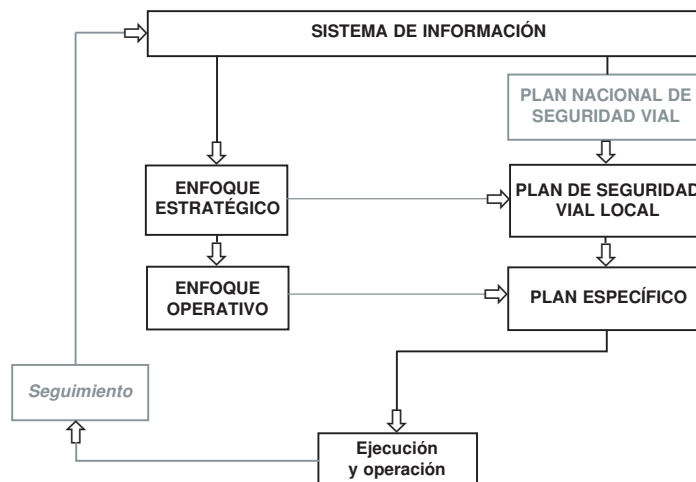 SISTEMA DE INFORMACIÓN
PLAN NACIONAL DE
SEGURIDAD VIAL
ENFOQUE
ESTRATÉGICO
PLAN DE SEGURIDAD
VIAL LOCAL
ENFOQUE
OPERATIVO
PLAN ESPECÍFICO
Seguimiento
Ejecución
y operación